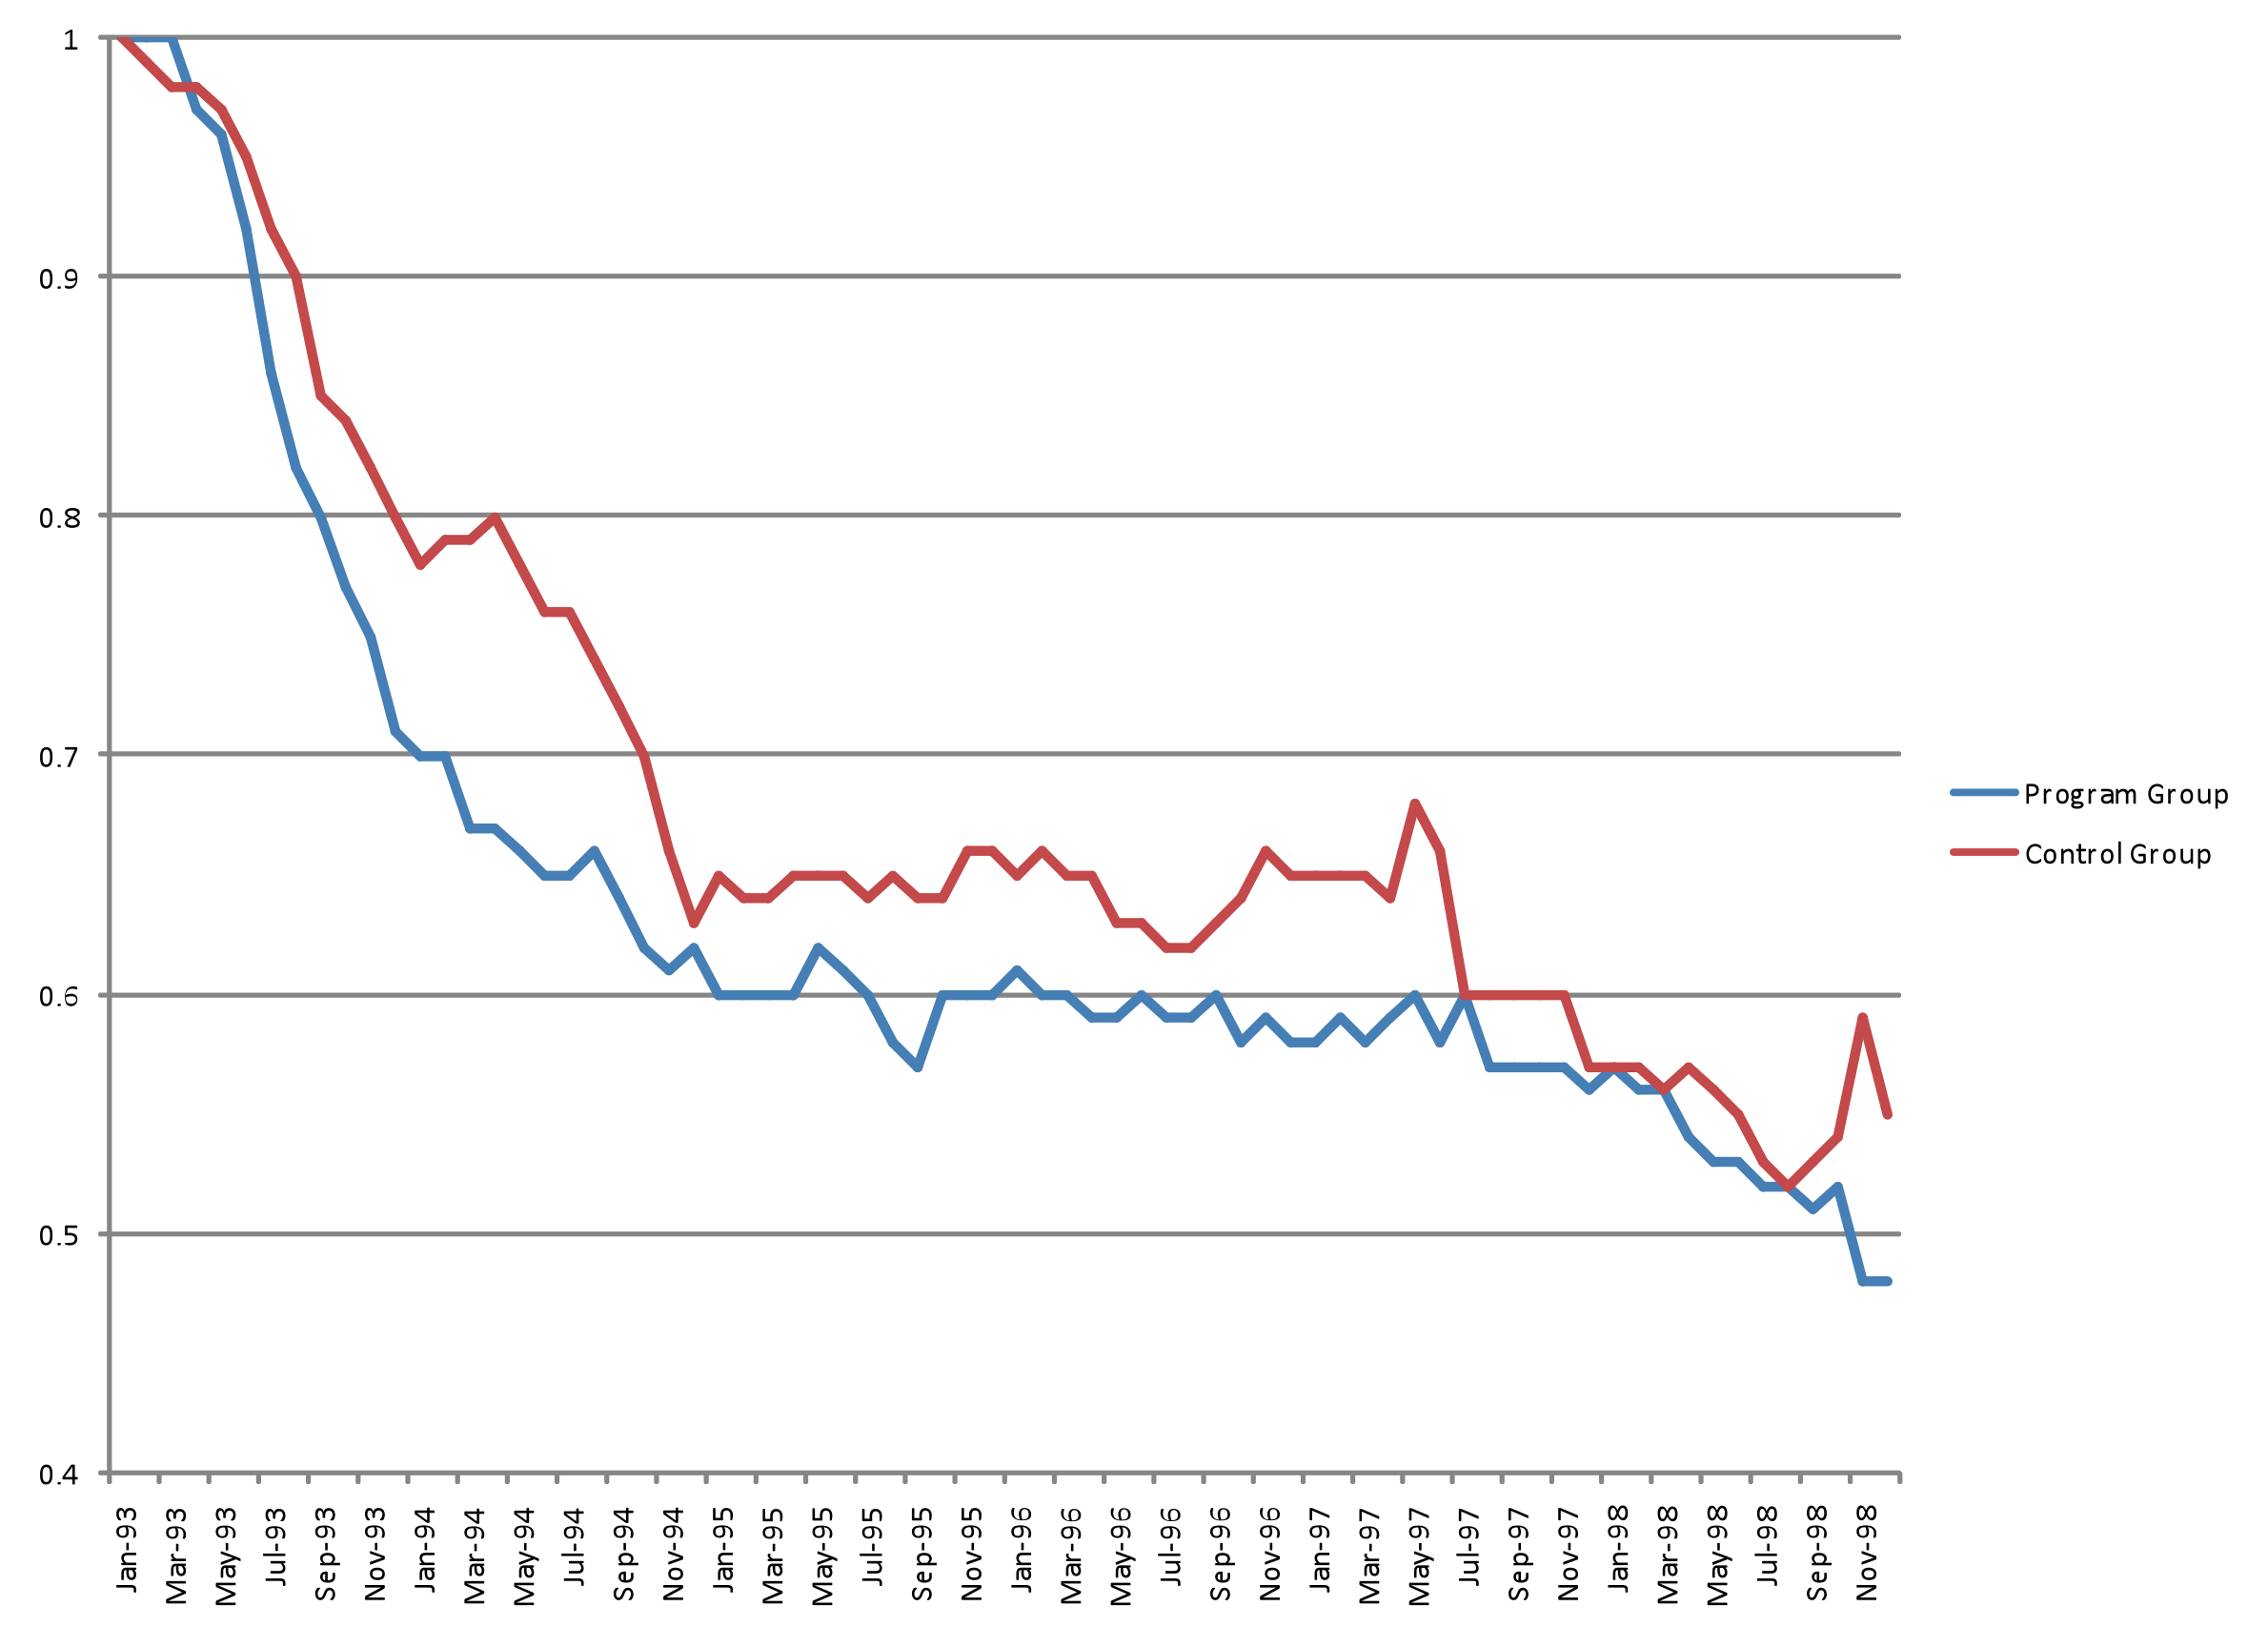 1
0.9
0.8
0.7
0.6
0.5
0.4
Jan-93
Mar-93
May-93
Jul-93
Sep-93
Nov-93
Jan-94
Mar-94
May-94
Jul-94
Sep-94
Nov-94
Jan-95
Mar-95
May-95
Jul-95
Sep-95
Nov-95
Jan-96
Mar-96
May-96
Jul-96
Sep-96
Nov-96
Jan-97
Mar-97
May-97
Jul-97
Sep-97
Nov-97
Jan-98
Mar-98
May-98
Jul-98
Sep-98
Nov-98
Program Group
Control Group